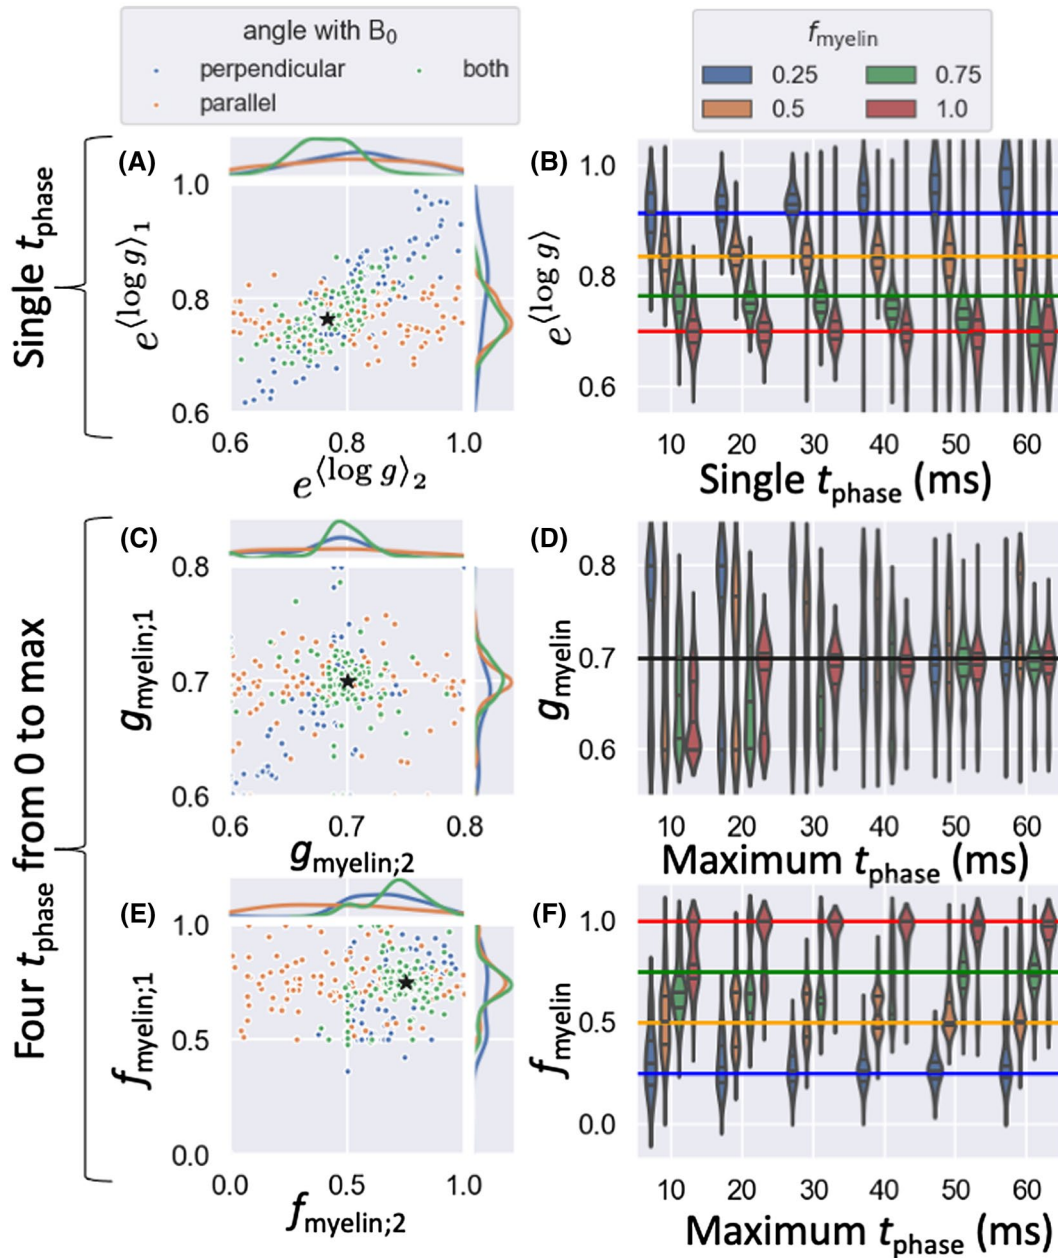 angle with B0
perpendicular both
parallel
fmyelin
0.25 0.75
0.5 1.0
Single tphase
(A)
1.0
0.8
0.6
e⟨log g⟩1
0.6 0.8 1.0
e⟨log g⟩2
(B)
1.0
0.8
0.6
e⟨log g⟩
10 20 30 40 50 60
Single tphase (ms)
Four tphase from 0 to max
(C)
0.8
0.7
0.6
gmyelin;1
0.6 0.7 0.8
gmyelin;2
(D)
0.8
0.7
0.6
gmyelin
10 20 30 40 50 60
Maximum tphase (ms)
(E)
1.0
0.5
0.0
fmyelin;1
0.0 0.5 1.0
fmyelin;2
(F)
1.0
0.5
0.0
fmyelin
10 20 30 40 50 60
Maximum tphase (ms)